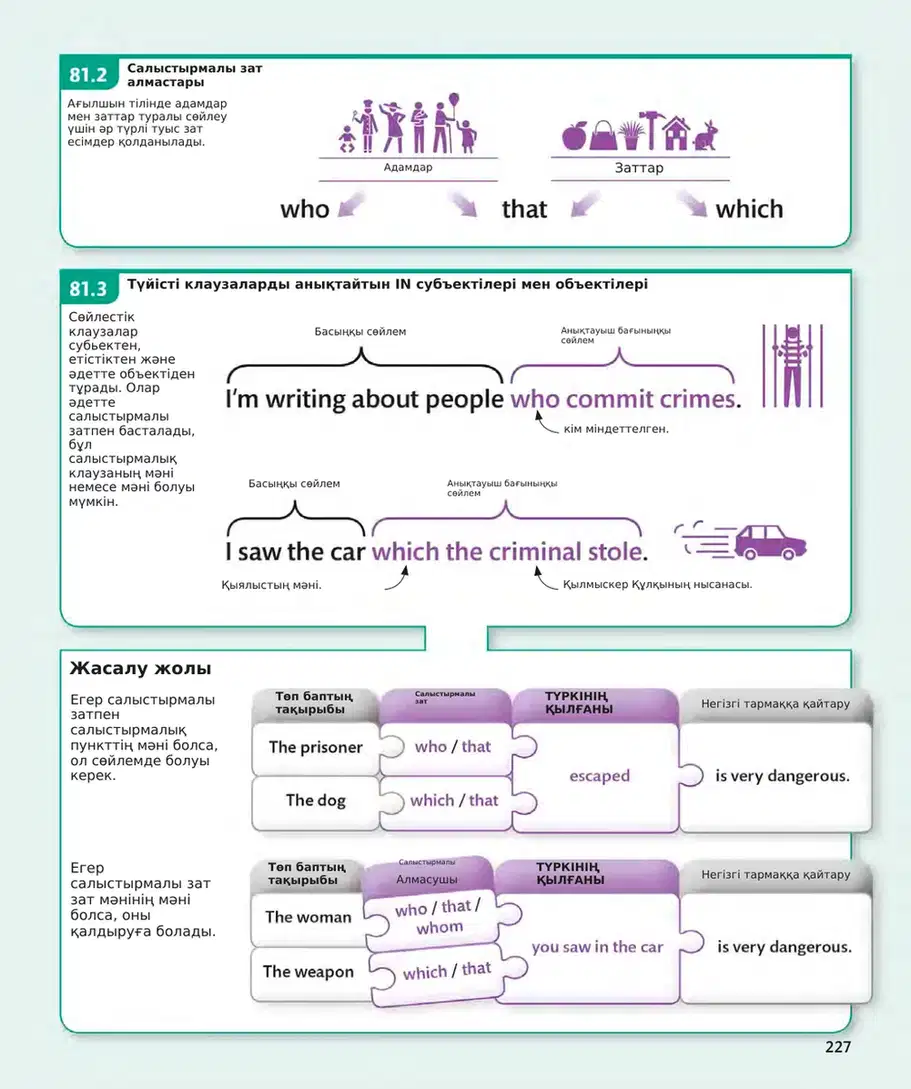 81.2
Салыстырмалы зат
алмастары
Ағылшын тілінде адамдар
мен заттар туралы сөйлеу
үшін әр түрлі туыс зат
есімдер қолданылады.
Адамдар
Заттар
who
that
which
81.3
Түйісті клаузаларды анықтайтын IN субъектілері мен объектілері
Сөйлестік
клаузалар
субьектен,
етістіктен және
әдетте объектіден
тұрады. Олар
әдетте
салыстырмалы
затпен басталады,
бұл
салыстырмалық
клаузаның мәні
немесе мәні болуы
мүмкін.
Басыңқы сөйлем
Анықтауыш бағыныңқы
сөйлем
I'm writing about people who commit crimes.
кім міндеттелген.
Басыңқы сөйлем
Анықтауыш бағыныңқы
сөйлем
I saw the car which the criminal stole.
Қыялыстың мәні.
Қылмыскер Құлқының нысанасы.
Жасалу жолы
Егер салыстырмалы
затпен
салыстырмалық
пункттің мәні болса,
ол сөйлемде болуы
керек.
Төп баптың
тақырыбы
Салыстырмалы
зат
ТҮРКІНІҢ
ҚЫЛҒАНЫ
Негізгі тармаққа қайтару
The prisoner
who / that
escaped
is very dangerous.
The dog
which / that
Егер
салыстырмалы зат
зат мәнінің мәні
болса, оны
қалдыруға болады.
Төп баптың
тақырыбы
Салыстырмалы
Алмасушы
ТҮРКІНІҢ
ҚЫЛҒАНЫ
Негізгі тармаққа қайтару
The woman
who / that /
whom
you saw in the car
is very dangerous.
The weapon
which / that
227